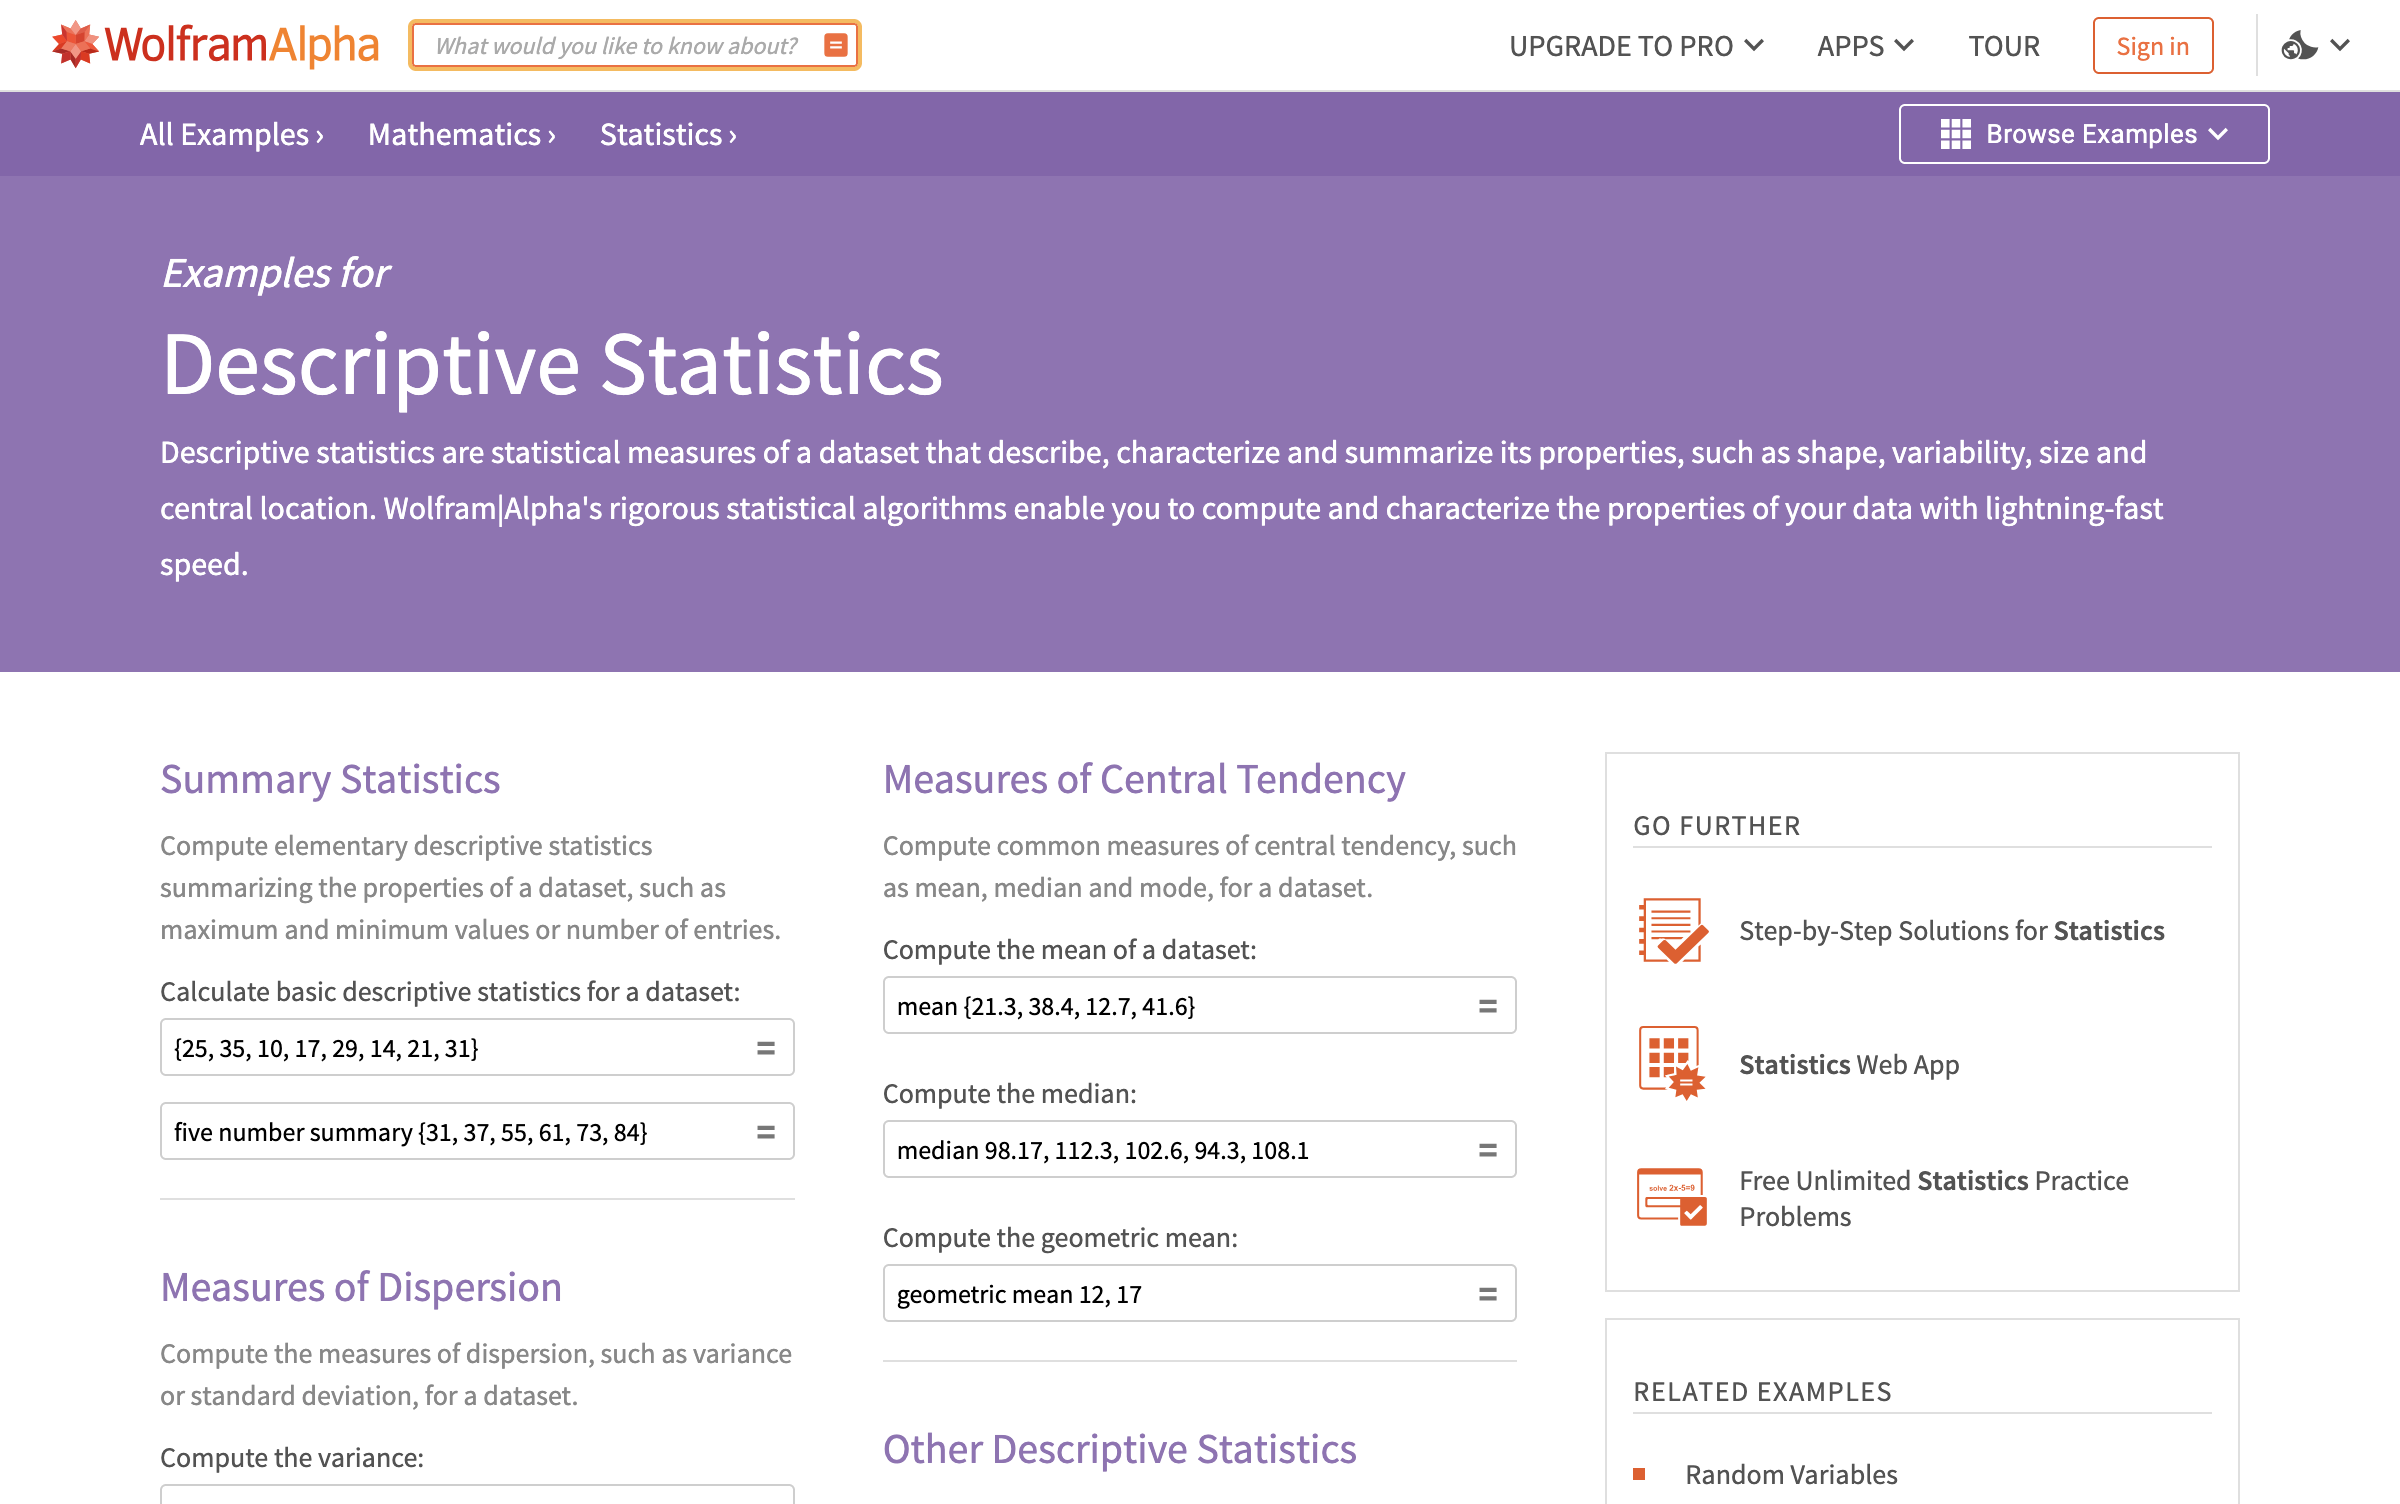 WolframAlpha
What would you like to know about?
UPGRADE TO PRO
APPS
TOUR
Sign in
All Examples ›
Mathematics ›
Statistics ›
Browse Examples
Examples for
Descriptive Statistics
Descriptive statistics are statistical measures of a dataset that describe, characterize and summarize its properties, such as shape, variability, size and
central location. Wolfram|Alpha's rigorous statistical algorithms enable you to compute and characterize the properties of your data with lightning-fast
speed.
Summary Statistics
Compute elementary descriptive statistics
summarizing the properties of a dataset, such as
maximum and minimum values or number of entries.
Calculate basic descriptive statistics for a dataset:
{25, 35, 10, 17, 29, 14, 21, 31}
=
five number summary {31, 37, 55, 61, 73, 84}
=
Measures of Dispersion
Compute the measures of dispersion, such as variance
or standard deviation, for a dataset.
Compute the variance:
Measures of Central Tendency
Compute common measures of central tendency, such
as mean, median and mode, for a dataset.
Compute the mean of a dataset:
mean {21.3, 38.4, 12.7, 41.6}
=
Compute the median:
median 98.17, 112.3, 102.6, 94.3, 108.1
=
Compute the geometric mean:
geometric mean 12, 17
=
Other Descriptive Statistics
GO FURTHER
Step-by-Step Solutions for Statistics
Statistics Web App
solve 2x-5=9
Free Unlimited Statistics Practice
Problems
RELATED EXAMPLES
Random Variables